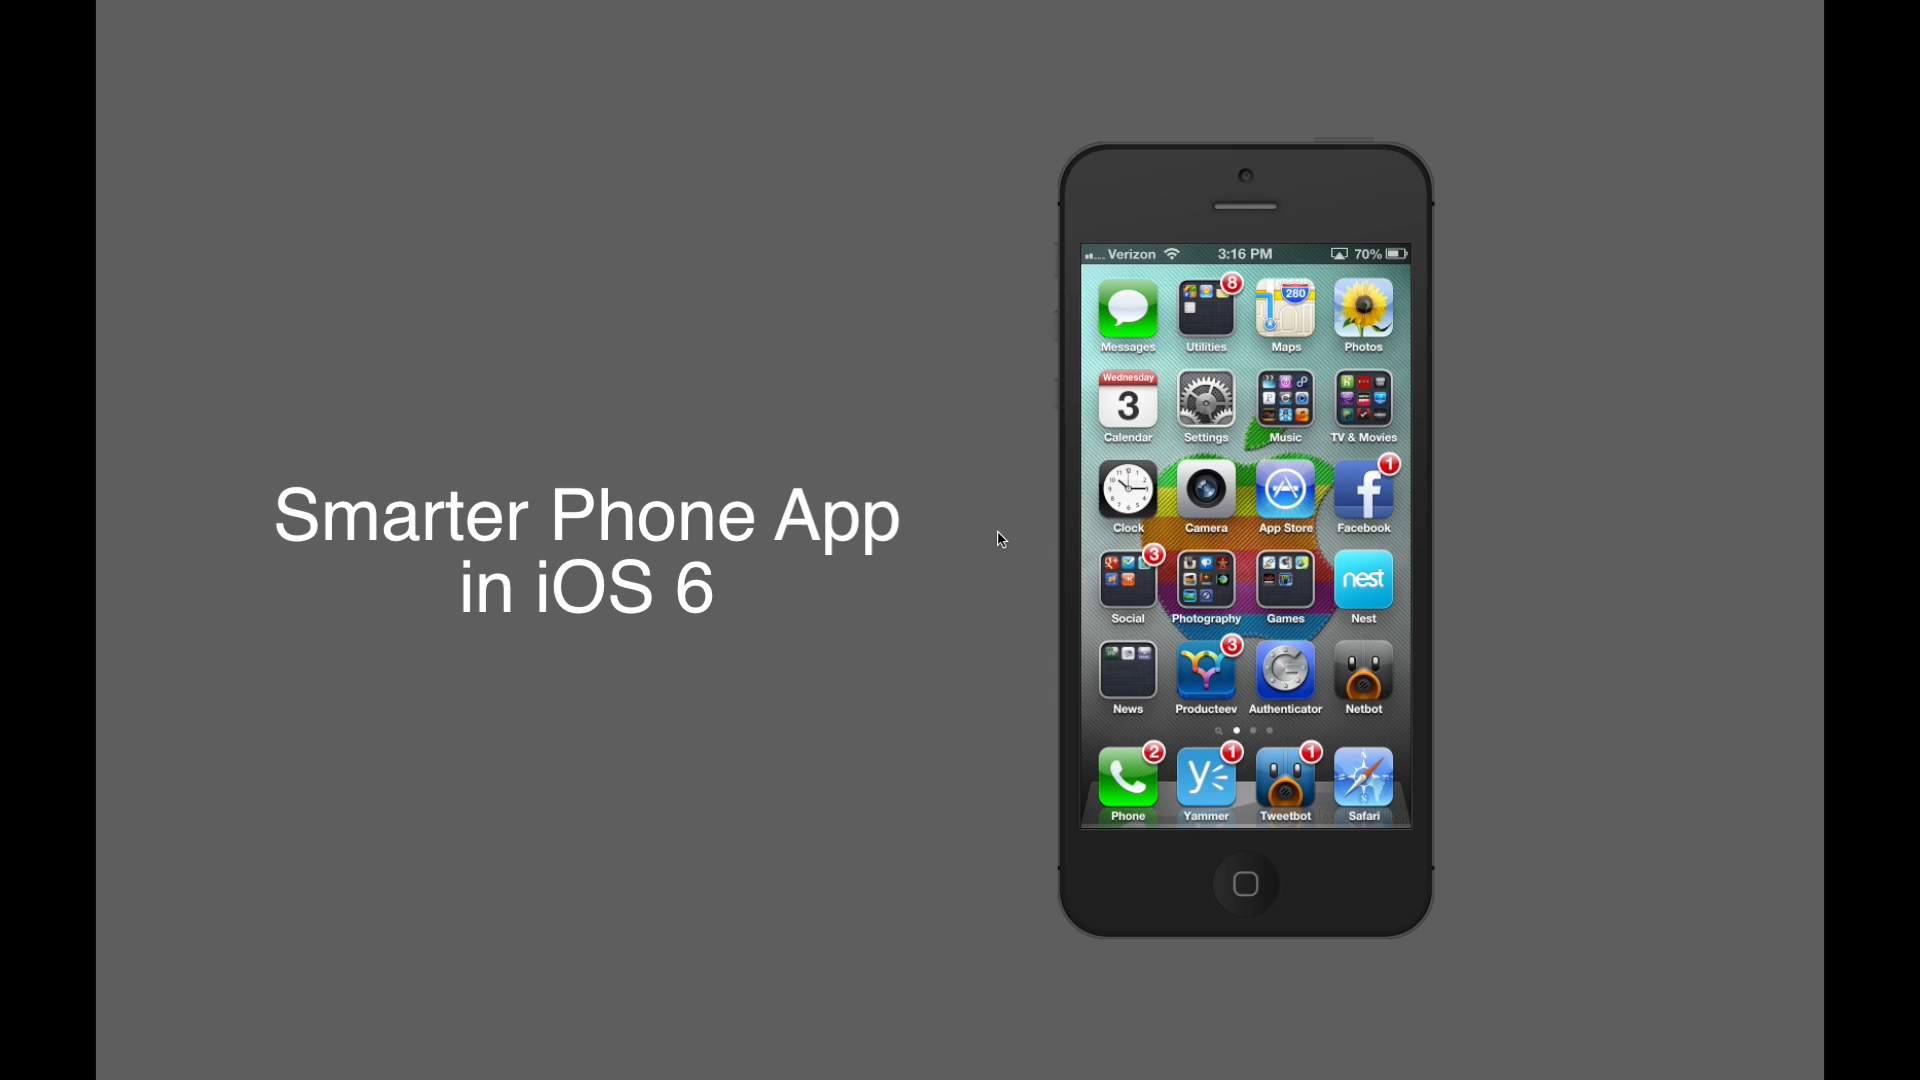 Smarter Phone App
in iOS 6
Verizon 3:16 PM 70%
8
280
Messages Utilities Maps Photos
Wednesday
3
Calendar Settings Music TV & Movies
1
Clock Camera App Store Facebook
3
nest
Social Photography Games Nest
3
News Producteev Authenticator Netbot
2 1 1
Phone Yammer Tweetbot Safari